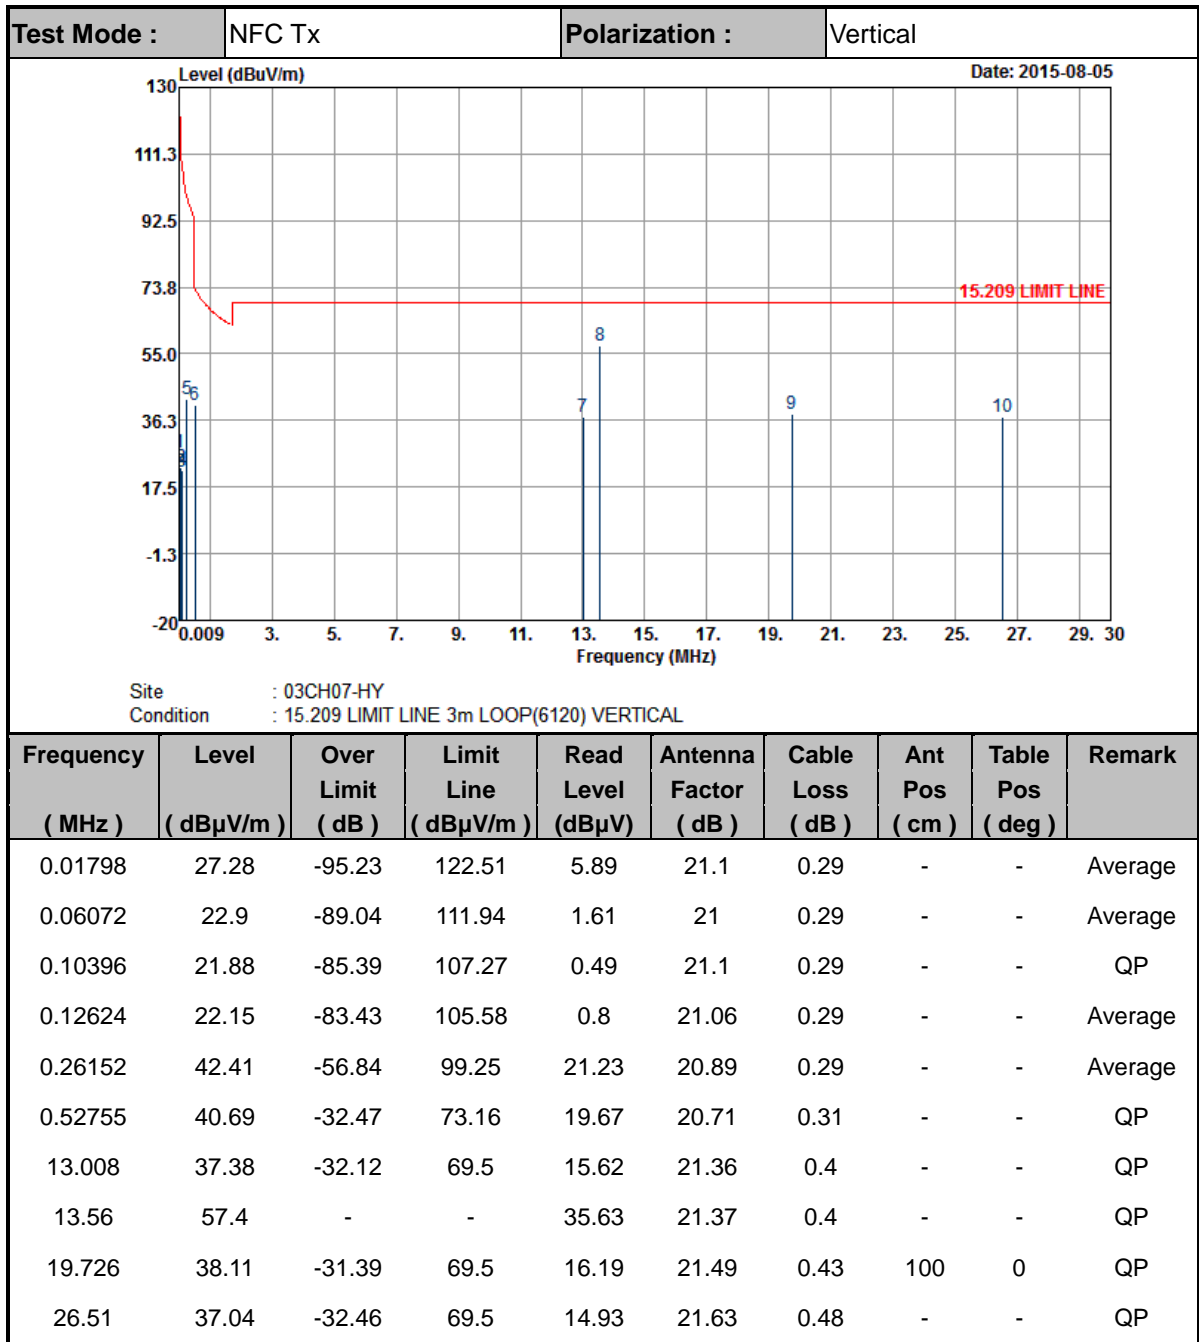 Test Mode : NFC Tx Polarization : Vertical
Level (dBuV/m) Date: 2015-08-05
130
111.3
92.5
73.8
15.209 LIMIT LINE
55.0
36.3
17.5
-1.3
-20
5
6
7
8
9
10
0.009 3. 5. 7. 9. 11. 13. 15. 17. 19. 21. 23. 25. 27. 29. 30
Frequency (MHz)
Site : 03CH07-HY
Condition : 15.209 LIMIT LINE 3m LOOP(6120) VERTICAL
Frequency Level Over Limit Read Antenna Cable Ant Table Remark
Limit Line Level Factor Loss Pos Pos
( MHz ) ( dBµV/m ) ( dB ) ( dBµV/m ) (dBµV) ( dB ) ( dB ) ( cm ) ( deg )
0.01798 27.28 -95.23 122.51 5.89 21.1 0.29 - - Average
0.06072 22.9 -89.04 111.94 1.61 21 0.29 - - Average
0.10396 21.88 -85.39 107.27 0.49 21.1 0.29 - - QP
0.12624 22.15 -83.43 105.58 0.8 21.06 0.29 - - Average
0.26152 42.41 -56.84 99.25 21.23 20.89 0.29 - - Average
0.52755 40.69 -32.47 73.16 19.67 20.71 0.31 - - QP
13.008 37.38 -32.12 69.5 15.62 21.36 0.4 - - QP
13.56 57.4 - - 35.63 21.37 0.4 - - QP
19.726 38.11 -31.39 69.5 16.19 21.49 0.43 100 0 QP
26.51 37.04 -32.46 69.5 14.93 21.63 0.48 - - QP